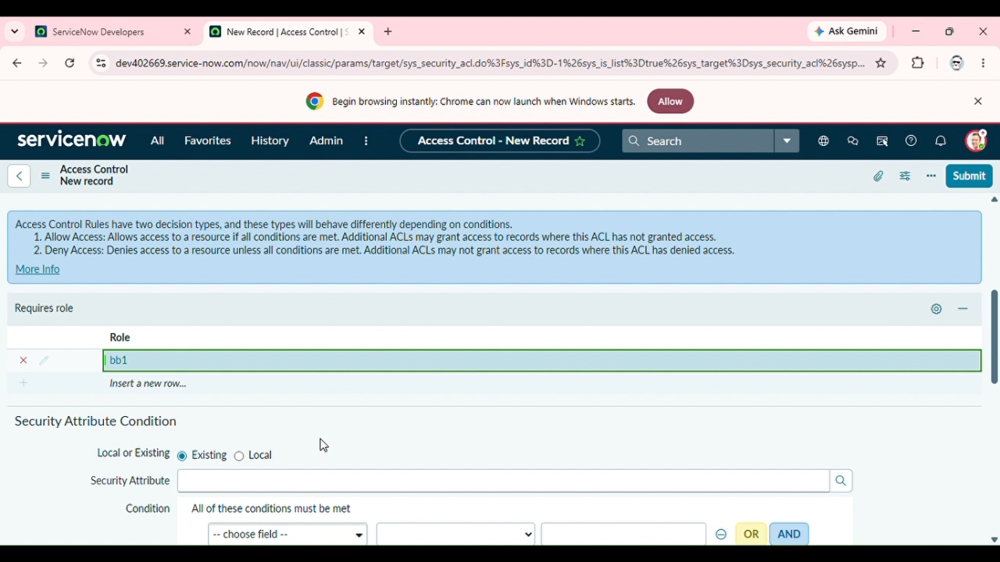 ServiceNow Developers
New Record | Access Control | S
Ask Gemini
dev402669.service-now.com/now/nav/ui/classic/params/target/sys_security_acl.do%3Fsys_id%3D-1%26sys_is_list%3Dtrue%26sys_target%3Dsys_security_acl%26sysp...
Begin browsing instantly: Chrome can now launch when Windows starts.
Allow
servicenow
All
Favorites
History
Admin
Access Control - New Record
Search
Access Control
New record
Submit
Access Control Rules have two decision types, and these types will behave differently depending on conditions.
1. Allow Access: Allows access to a resource if all conditions are met. Additional ACLs may grant access to records where this ACL has not granted access.
2. Deny Access: Denies access to a resource unless all conditions are met. Additional ACLs may not grant access to records where this ACL has denied access.
More Info
Requires role
Role
bb1
Insert a new row...
Security Attribute Condition
Local or Existing
Existing
Local
Security Attribute
Condition
All of these conditions must be met
-- choose field --
OR
AND